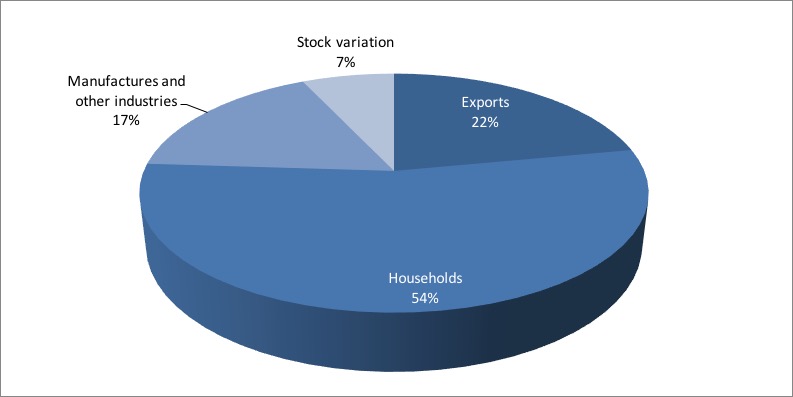 Stock variation
7%
Manufactures and
other industries
17%
Exports
22%
Households
54%